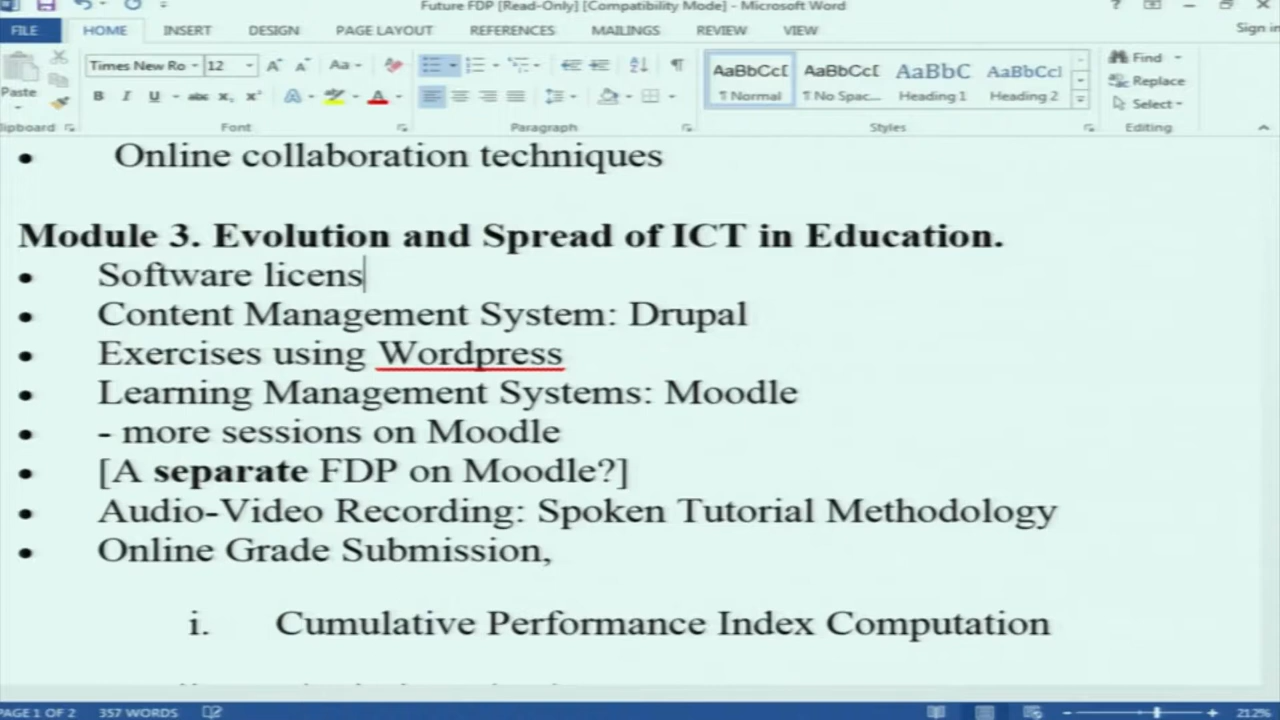 Future FDP [Read-Only] [Compatibility Mode] - Microsoft Word
FILE HOME INSERT DESIGN PAGE LAYOUT REFERENCES MAILINGS REVIEW VIEW Sign in
Times New Ro 12 Aa AaBbCcI AaBbCcI AaBbC AaBbCcI Find
Paste B I U abc x, x² A A ¶ Normal ¶ No Spac... Heading 1 Heading 2 Replace
Select
lipboard Font Paragraph Styles Editing
• Online collaboration techniques
Module 3. Evolution and Spread of ICT in Education.
• Software licens
• Content Management System: Drupal
• Exercises using Wordpress
• Learning Management Systems: Moodle
• - more sessions on Moodle
• [A separate FDP on Moodle?]
• Audio-Video Recording: Spoken Tutorial Methodology
• Online Grade Submission,
i. Cumulative Performance Index Computation
PAGE 1 OF 2 357 WORDS 212%